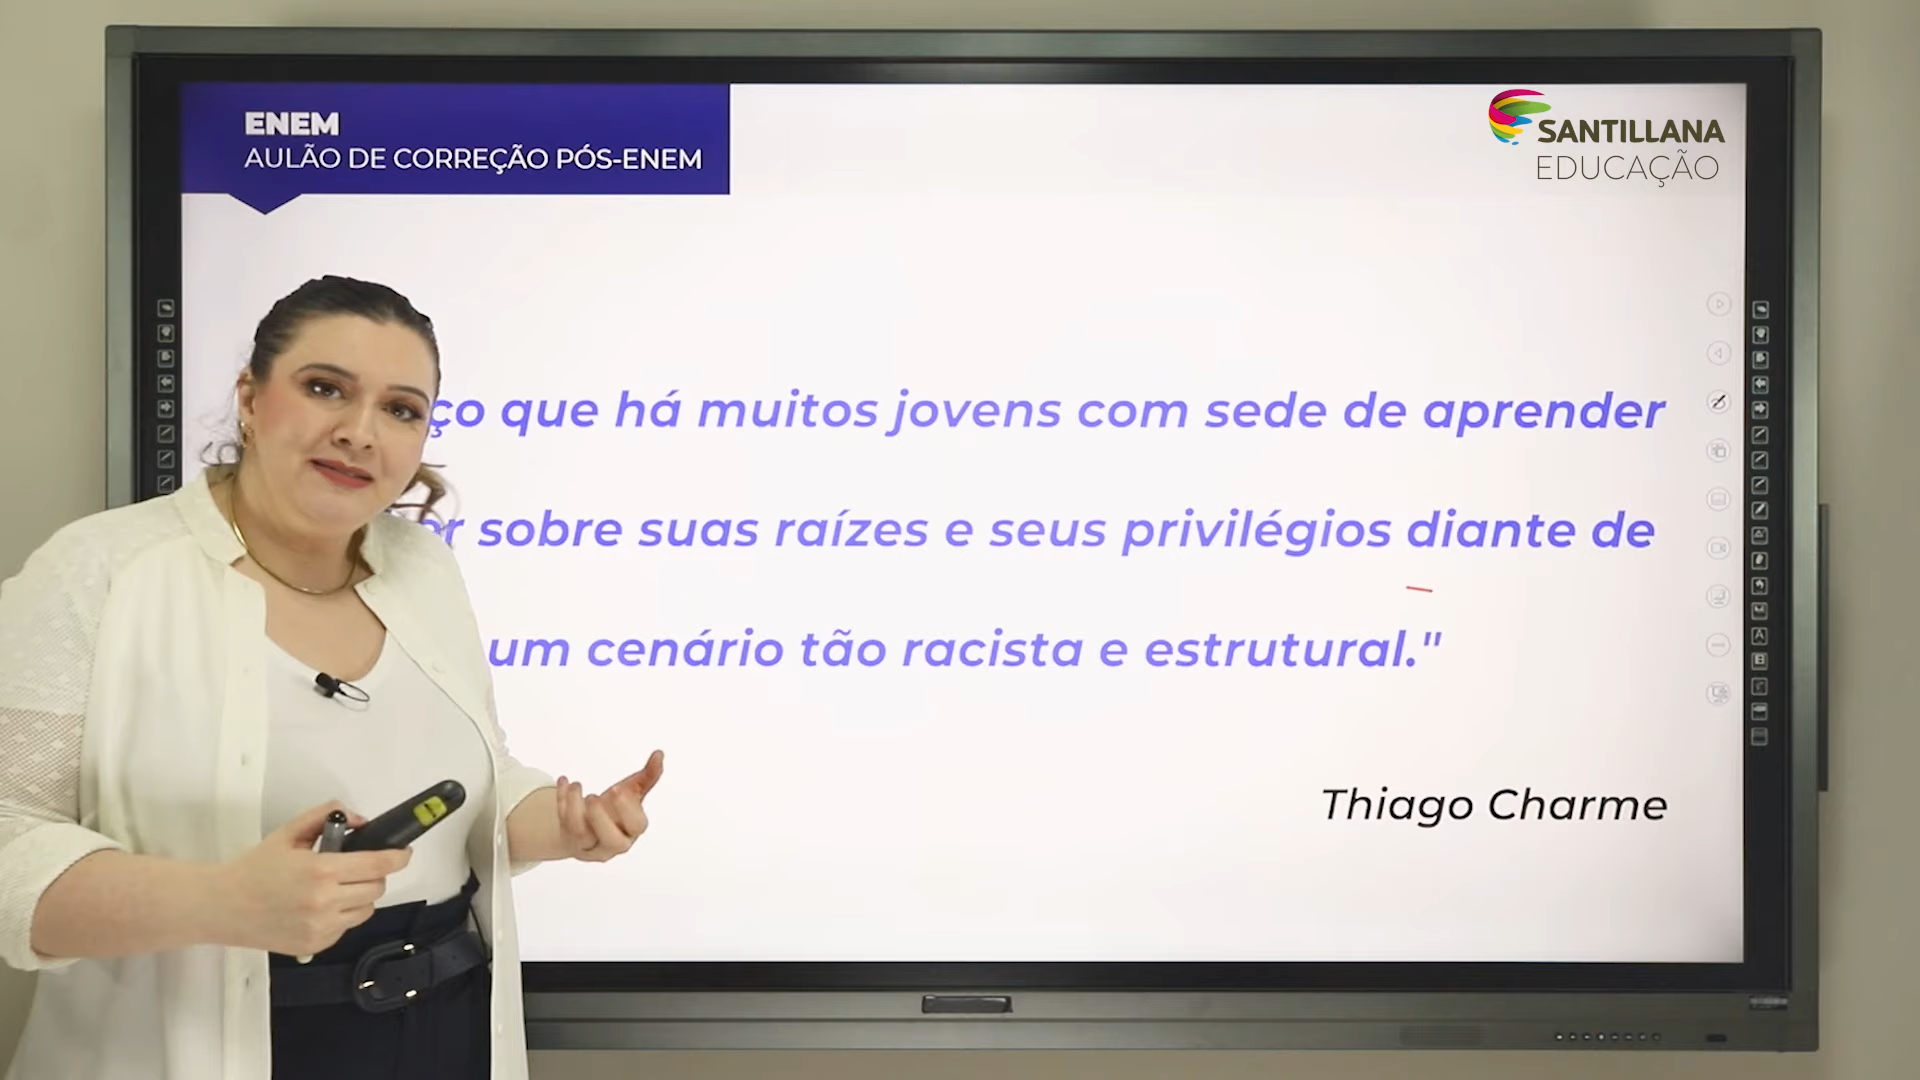 ENEM
AULÃO DE CORREÇÃO PÓS-ENEM
SANTILLANA
EDUCAÇÃO
que há muitos jovens com sede de aprender
sobre suas raízes e seus privilégios diante de
um cenário tão racista e estrutural."
Thiago Charme